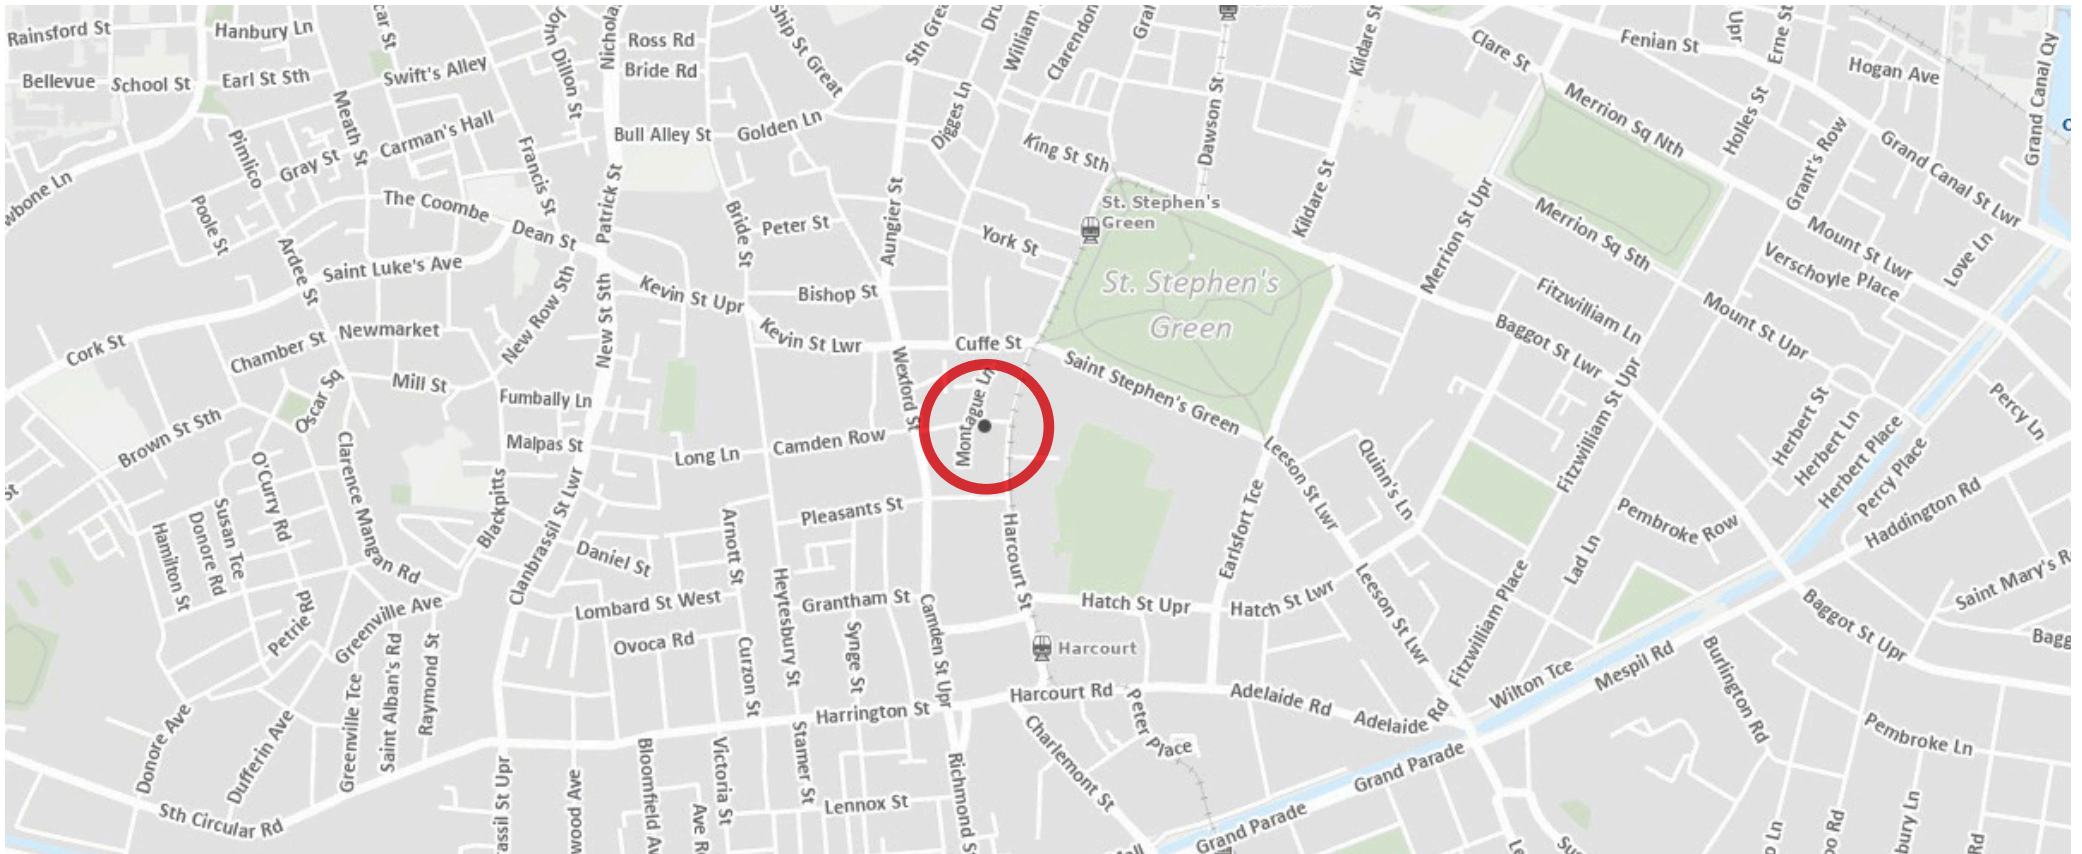 Rainsford St
Hanbury Ln
Ross Rd
Bride Rd
Ship St Great
Clare St
Fenian St
Hogan Ave
Grand Canal Qy
Bellevue
School St
Earl St Sth
Swift's Alley
John Dillon St
Meath St
Carman's Hall
Bull Alley St
Golden Ln
Digges Ln
King St Sth
Dawson St
Kildare St
Kildare St
Merrion Sq Nth
Holles St
Grant's Row
Grand Canal St Lwr
Pimlico
Gray St
Francis St
Patrick St
Poole St
The Coombe
Dean St
Bride St
Peter St
Aungier St
York St
St. Stephen's
Green
Merrion St Upr
Merrion Sq Sth
Mount St Lwr
Love Ln
Verschoyle Place
Ardee St
Saint Luke's Ave
New Row Sth
New St Sth
Kevin St Upr
Bishop St
St. Stephen's
Green
Fitzwilliam Ln
Mount St Upr
Cork St
Chamber St
Newmarket
Kevin St Lwr
Cuffe St
Baggot St Lwr
Mill St
Oscar Sq
Fumbally Ln
Wexford St
Montague Ln
Saint Stephen's Green
Fitzwilliam St Upr
Herbert St
Herbert Ln
Herbert Place
Percy Place
Percy Ln
Brown St Sth
Malpas St
Long Ln
Camden Row
Leeson St Lwr
Quinn's Ln
O'Curry Rd
Clarence Mangan Rd
Blackpitts
Clanbrassil St Lwr
Pleasants St
Harcourt St
Earlsfort Tce
Pembroke Row
Haddington Rd
Hamilton St
Donore Rd
Susan Tce
Daniel St
Arnott St
Heytesbury St
Lad Ln
Petrie Rd
Greenville Ave
Lombard St West
Grantham St
Camden St Upr
Hatch St Upr
Hatch St Lwr
Leeson St Lwr
Fitzwilliam Place
Baggot St Upr
Saint Mary's R
Ovoca Rd
Curzon St
Synge St
Harcourt
Wilton Tce
Mespil Rd
Burlington Rd
Bagg
Donore Ave
Dufferin Ave
Greenville Tce
Saint Alban's Rd
Raymond St
Harrington St
Harcourt Rd
Peter Place
Adelaide Rd
Adelaide Rd
Pembroke Ln
Sth Circular Rd
Bloomfield Av
Victoria St
Stamer St
Lennox St
Richmond S
Charlemont St
Grand Parade
Grand Parade